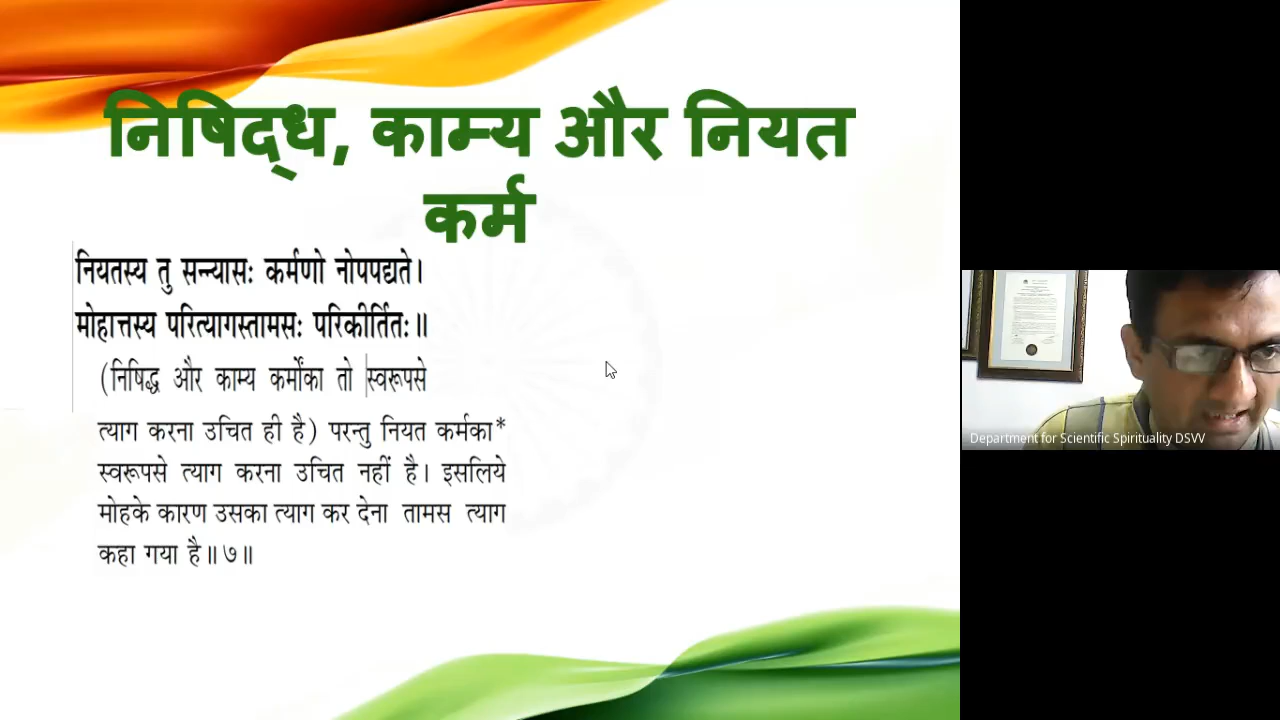 निषिद्ध, काम्य और नियत
कर्म
नियतस्य तु सन्न्यासः कर्मणो नोपपद्यते।
मोहात्तस्य परित्यागस्तामसः परिकीर्तितः॥
(निषिद्ध और काम्य कर्मोंका तो स्वरूपसे
त्याग करना उचित ही है) परन्तु नियत कर्मका*
स्वरूपसे त्याग करना उचित नहीं है। इसलिये
मोहके कारण उसका त्याग कर देना तामस त्याग
कहा गया है॥७॥
Department for Scientific Spirituality DSVV